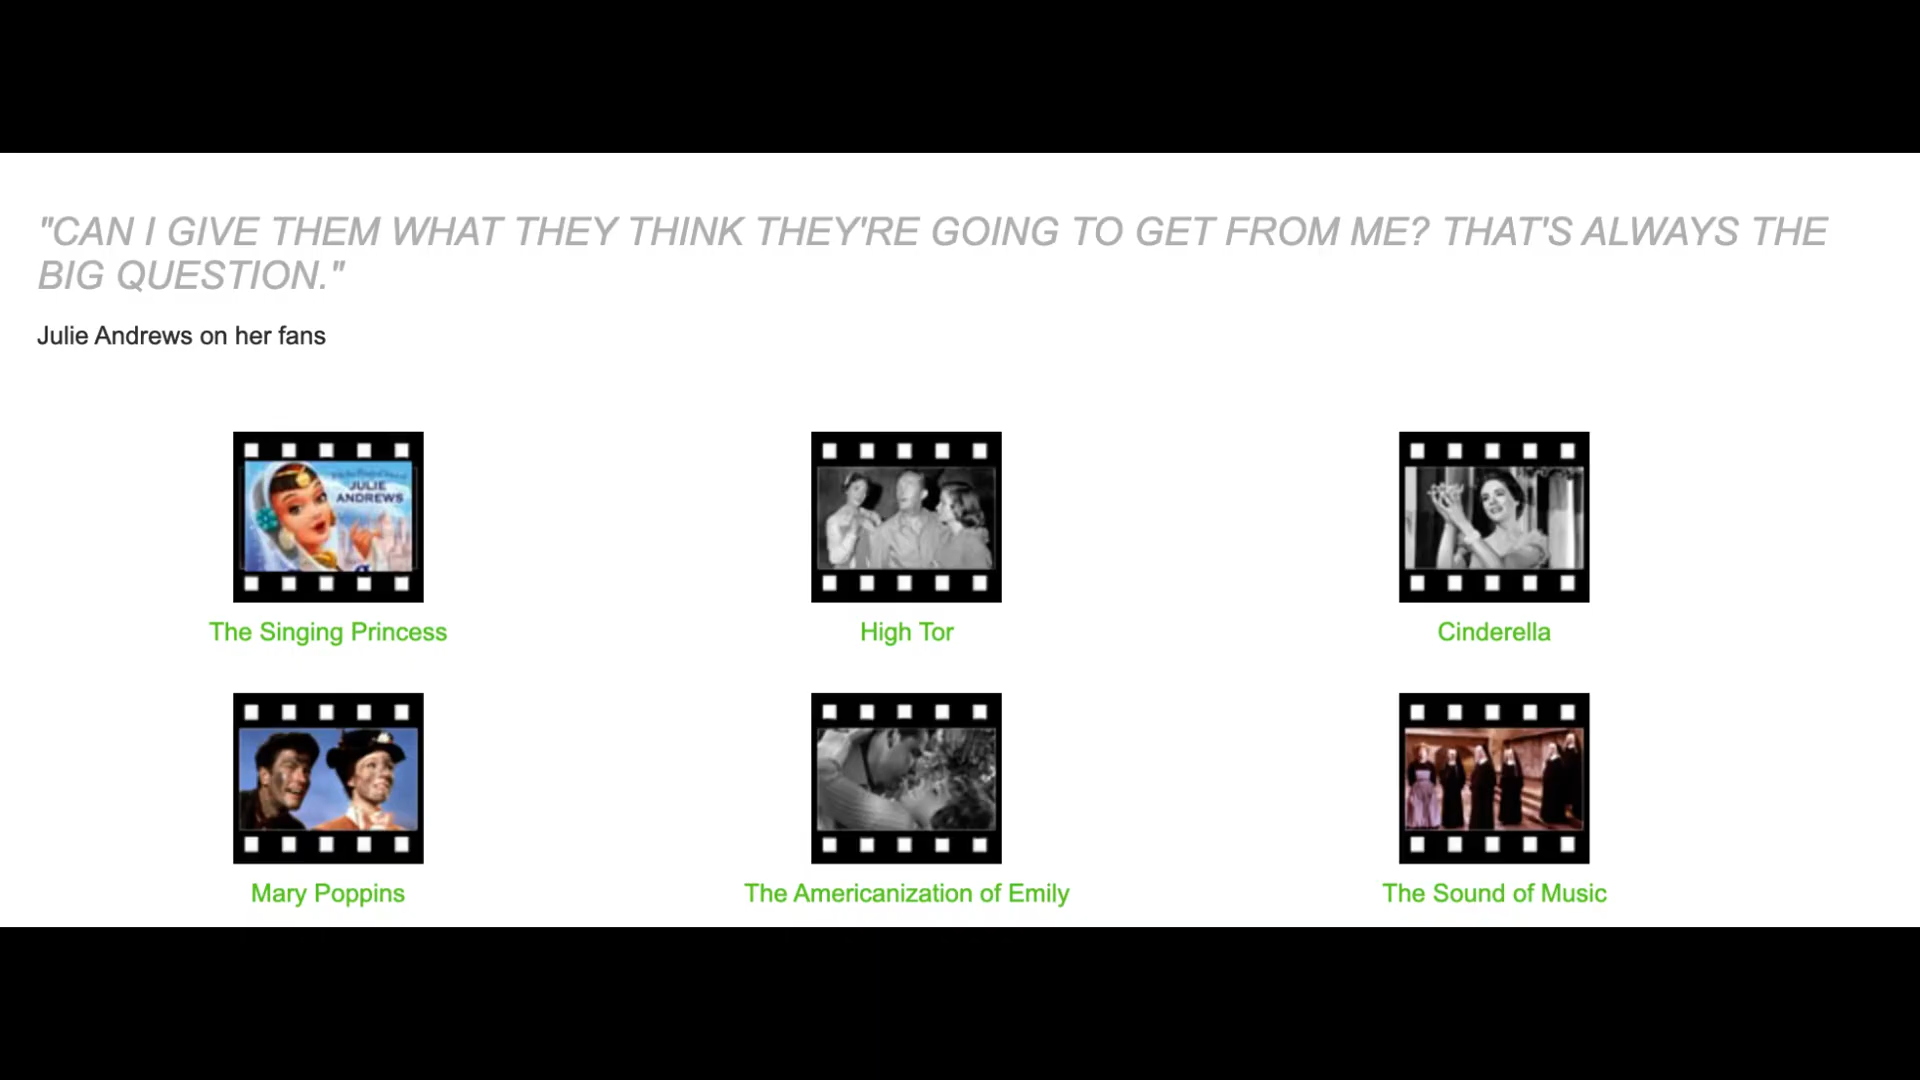 "CAN I GIVE THEM WHAT THEY THINK THEY'RE GOING TO GET FROM ME? THAT'S ALWAYS THE
BIG QUESTION."
Julie Andrews on her fans
JULIE
ANDREWS
The Singing Princess
High Tor
Cinderella
Mary Poppins
The Americanization of Emily
The Sound of Music